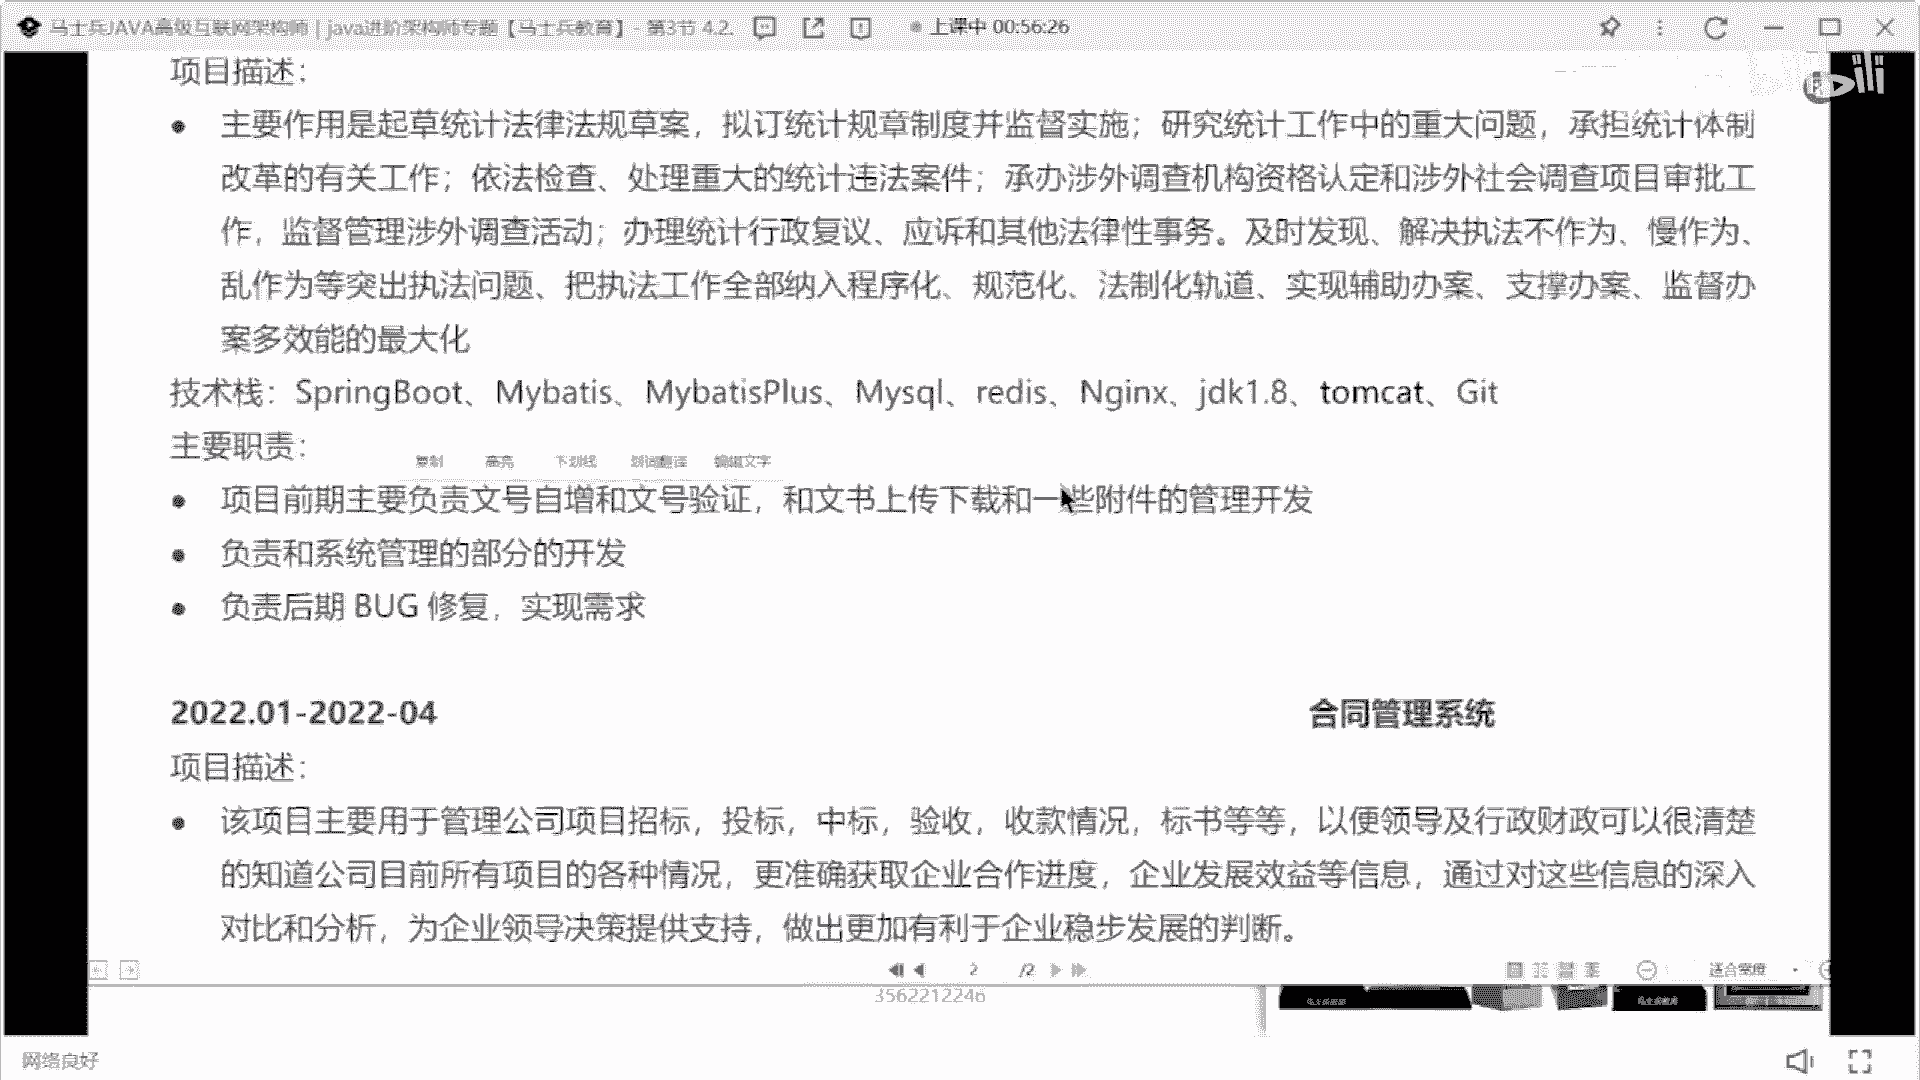 马士兵JAVA高级互联网架构师 | java进阶架构师专题【马士兵教育】 - 第3节 4.2.
上课中 00:56:26
项目描述：
主要作用是起草统计法律法规草案，拟订统计规章制度并监督实施；研究统计工作中的重大问题，承担统计体制
改革的有关工作；依法检查、处理重大的统计违法案件；承办涉外调查机构资格认定和涉外社会调查项目审批工
作，监督管理涉外调查活动；办理统计行政复议、应诉和其他法律性事务。及时发现、解决执法不作为、慢作为、
乱作为等突出执法问题、把执法工作全部纳入程序化、规范化、法制化轨道、实现辅助办案、支撑办案、监督办
案多效能的最大化
技术栈：SpringBoot、Mybatis、MybatisPlus、Mysql、redis、Nginx、jdk1.8、tomcat、Git
主要职责：
复制 高亮 下划线 划词翻译 编辑文字
项目前期主要负责文号自增和文号验证，和文书上传下载和一些附件的管理开发
负责和系统管理的部分的开发
负责后期 BUG 修复，实现需求
2022.01-2022-04 合同管理系统
项目描述：
该项目主要用于管理公司项目招标，投标，中标，验收，收款情况，标书等等，以便领导及行政财政可以很清楚
的知道公司目前所有项目的各种情况，更准确获取企业合作进度，企业发展效益等信息，通过对这些信息的深入
对比和分析，为企业领导决策提供支持，做出更加有利于企业稳步发展的判断。
2 /2 适合宽度
3562212246
网络良好